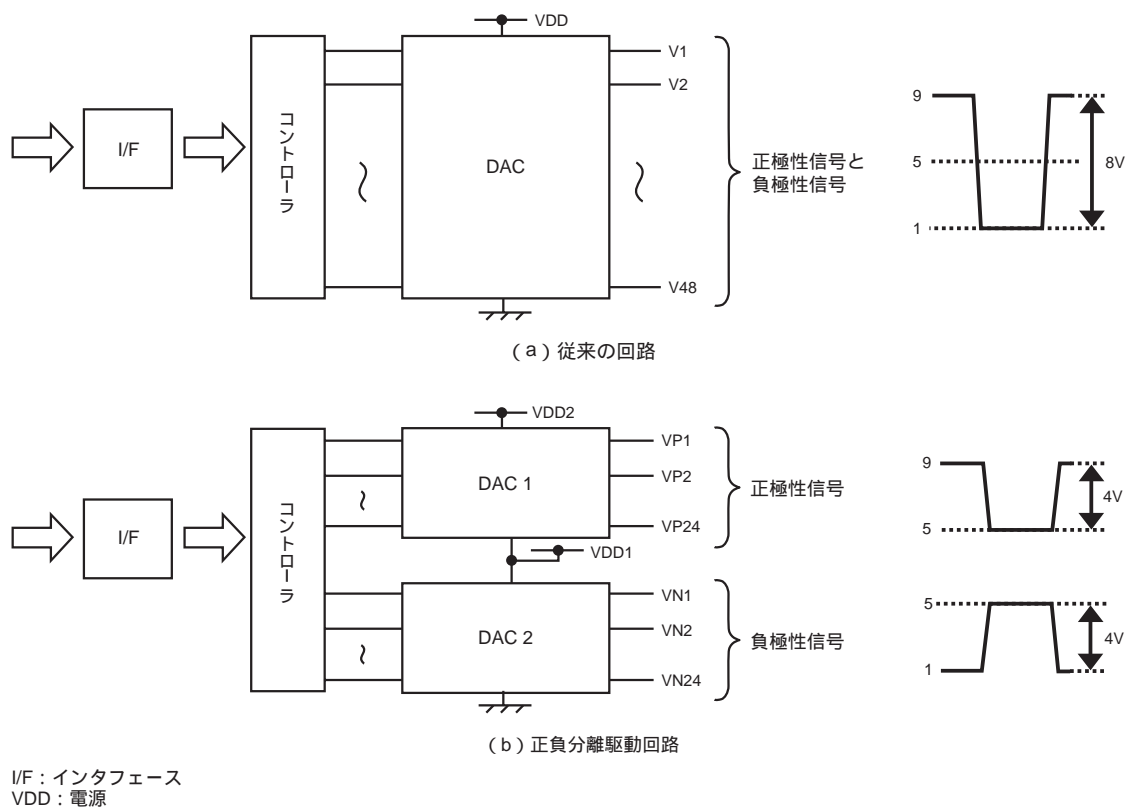 VDD
V1
V2
V48
I/F
コントローラ
DAC
正極性信号と
負極性信号
9
5
1
8V
(a)従来の回路
VDD2
VP1
VP2
VP24
DAC 1
正極性信号
9
5
4V
I/F
コントローラ
VDD1
DAC 2
VN1
VN2
VN24
負極性信号
5
1
4V
(b)正負分離駆動回路
I/F:インタフェース
VDD:電源